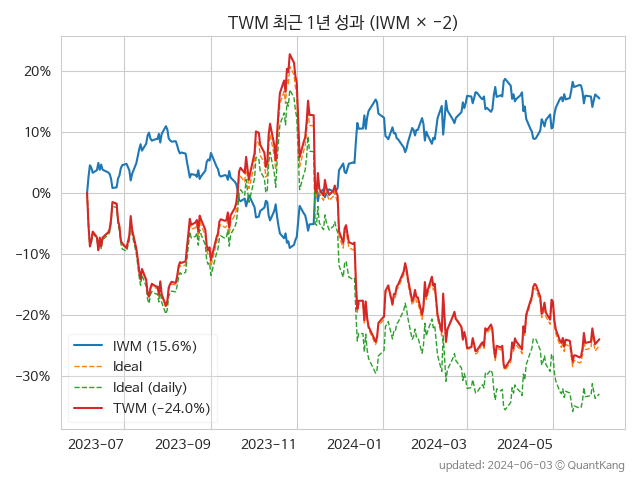 TWM 최근 1년 성과 (IWM × −2)
20%
10%
0%
−10%
−20%
−30%
IWM (15.6%)
Ideal
Ideal (daily)
TWM (−24.0%)
2023-07 2023-09 2023-11 2024-01 2024-03 2024-05
updated: 2024-06-03 ⓒ QuantKang